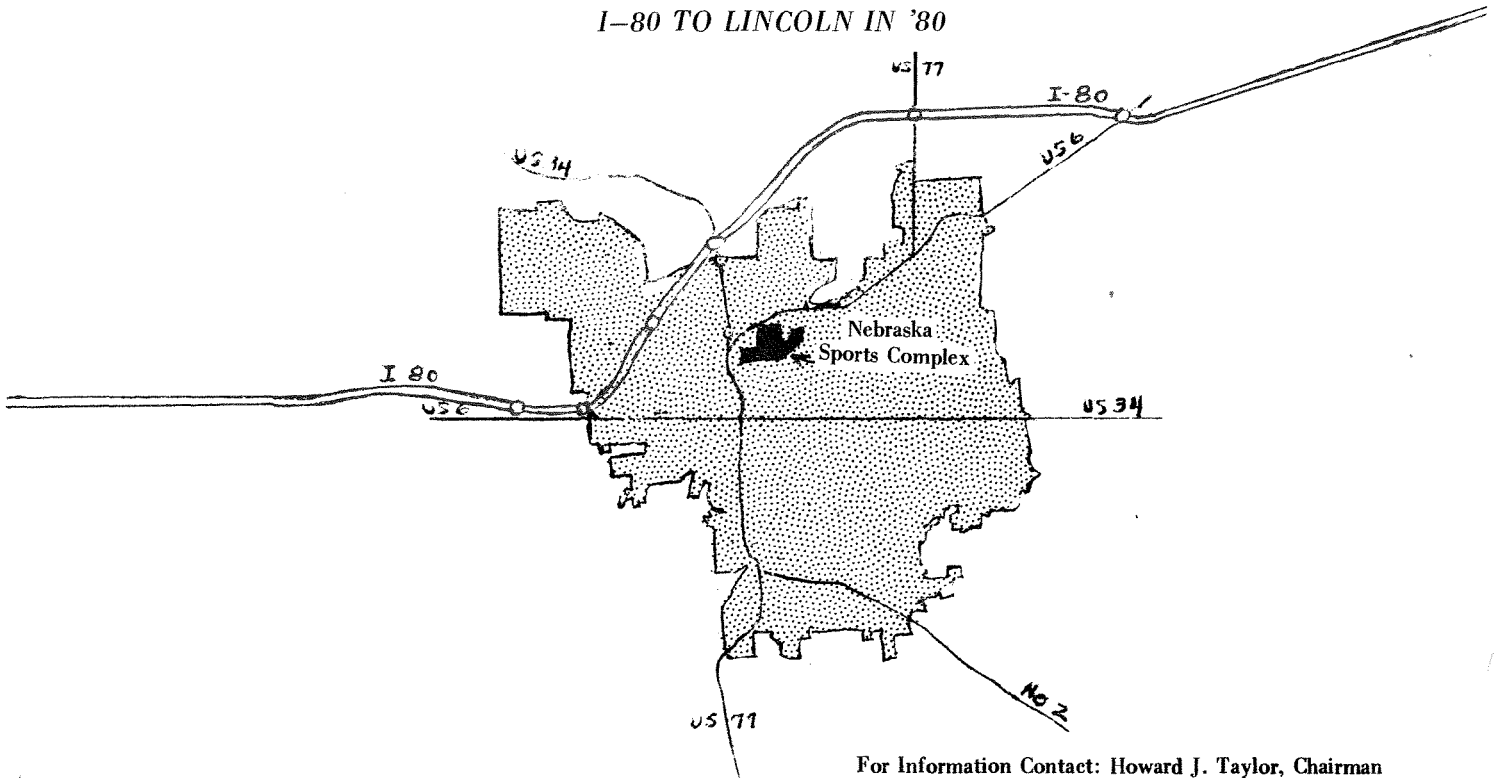 I–80 TO LINCOLN IN '80
US 77
I-80
US 34
US 6
Nebraska
Sports Complex
I 80
US 6
US 34
NO 2
US 77
For Information Contact: Howard J. Taylor, Chairman